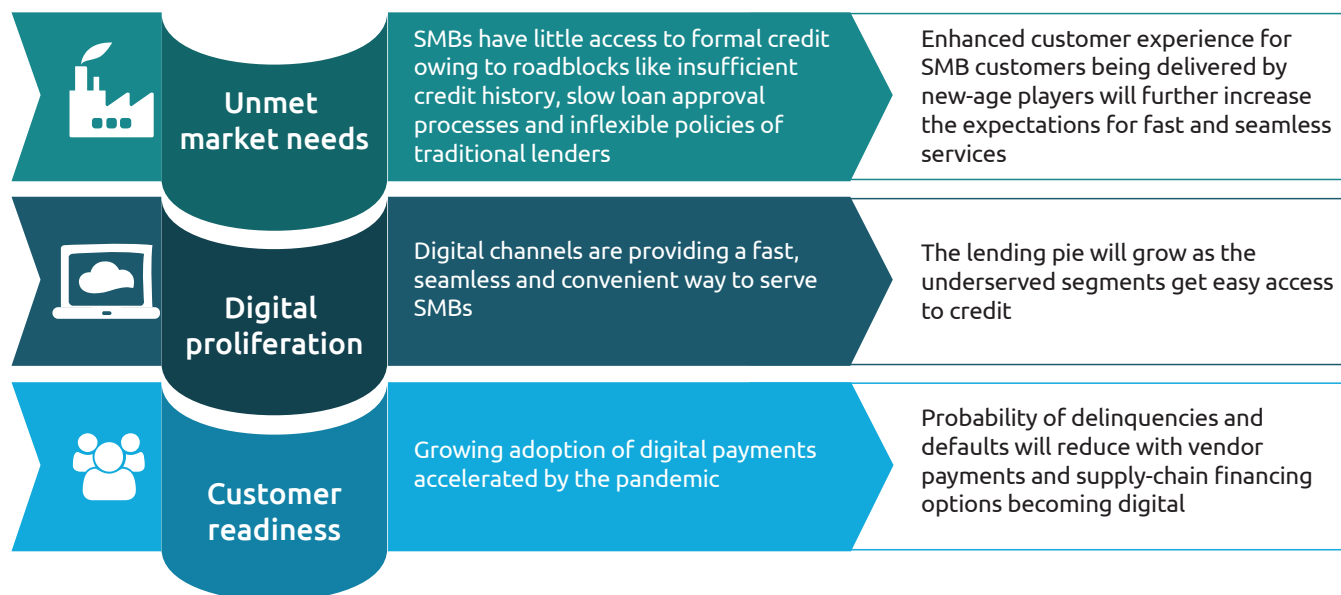 Unmet
market needs
SMBs have little access to formal credit
owing to roadblocks like insufficient
credit history, slow loan approval
processes and inflexible policies of
traditional lenders
Enhanced customer experience for
SMB customers being delivered by
new-age players will further increase
the expectations for fast and seamless
services
Digital
proliferation
Digital channels are providing a fast,
seamless and convenient way to serve
SMBs
The lending pie will grow as the
underserved segments get easy access
to credit
Customer
readiness
Growing adoption of digital payments
accelerated by the pandemic
Probability of delinquencies and
defaults will reduce with vendor
payments and supply-chain financing
options becoming digital